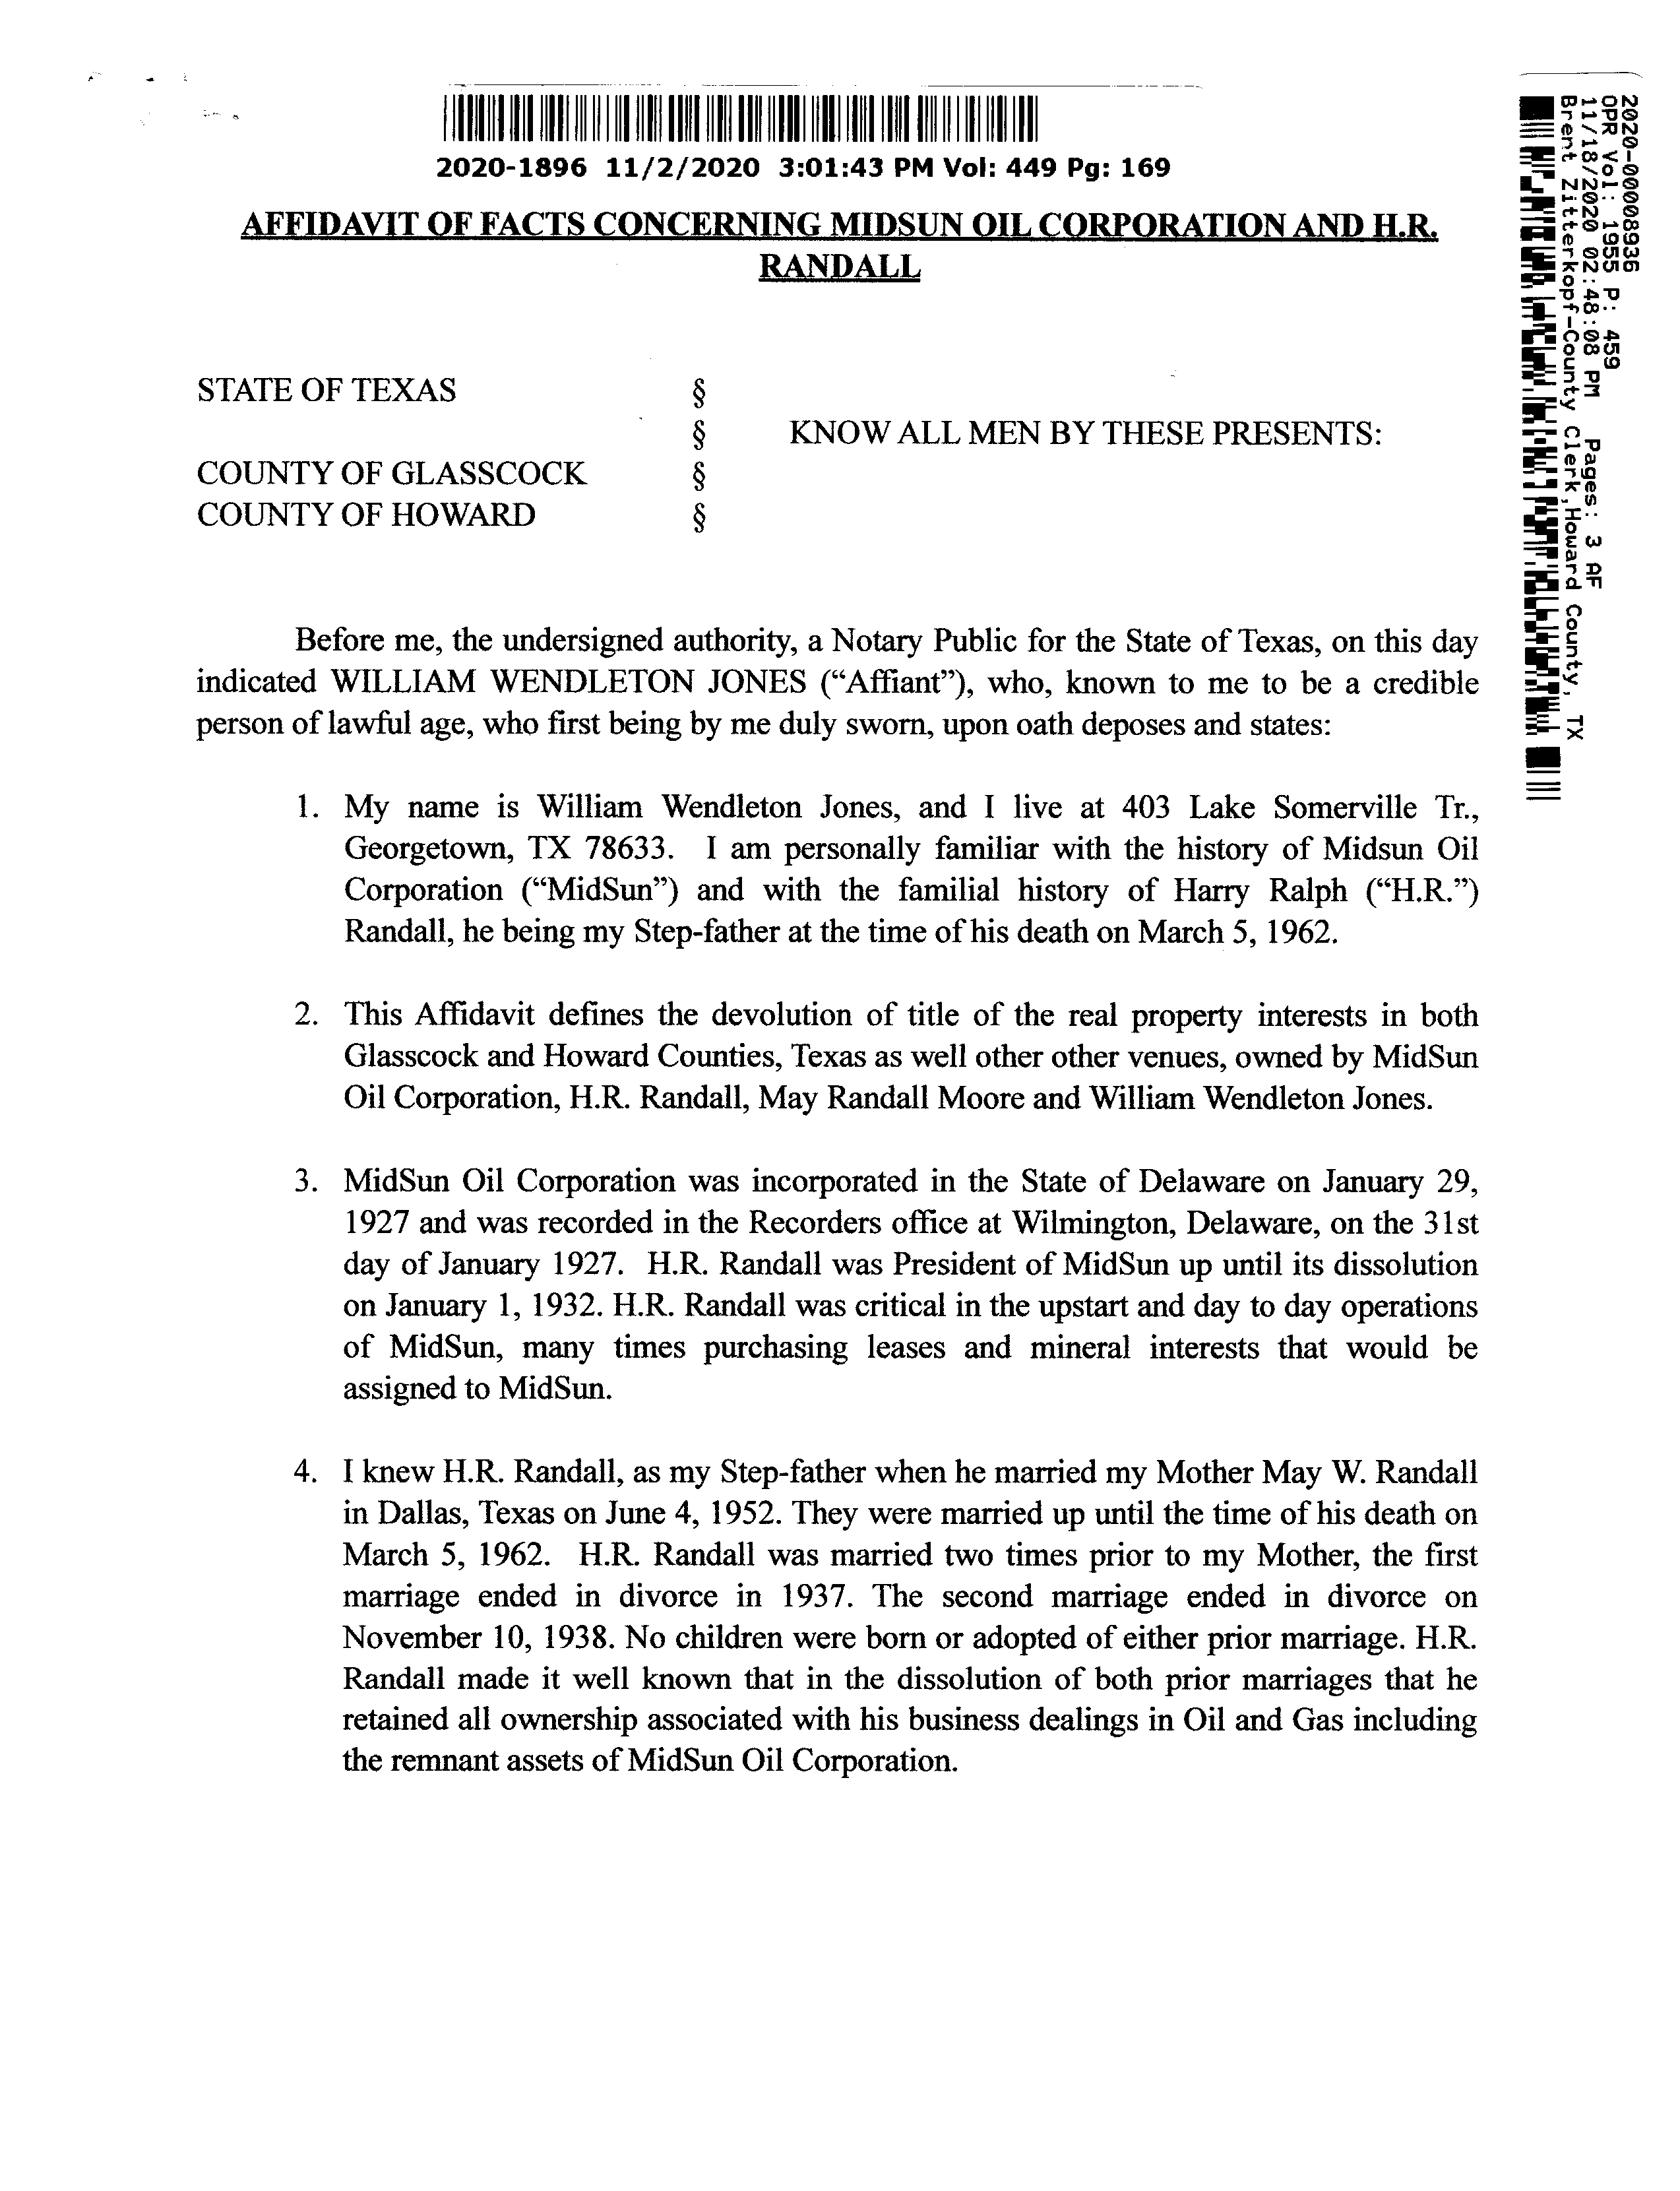 2020-1896 11/2/2020 3:01:43 PM Vol: 449 Pg: 169
2020-00008936
OPR Vol: 1955 P: 459
11/18/2020 02:48:08 PM Pages: 3 AF
Brent Zitterkopf-County Clerk,Howard County, TX
AFFIDAVIT OF FACTS CONCERNING MIDSUN OIL CORPORATION AND H.R.
RANDALL
STATE OF TEXAS §
§ KNOW ALL MEN BY THESE PRESENTS:
COUNTY OF GLASSCOCK §
COUNTY OF HOWARD §
Before me, the undersigned authority, a Notary Public for the State of Texas, on this day
indicated WILLIAM WENDLETON JONES (“Affiant”), who, known to me to be a credible
person of lawful age, who first being by me duly sworn, upon oath deposes and states:
1. My name is William Wendleton Jones, and I live at 403 Lake Somerville Tr.,
Georgetown, TX 78633. I am personally familiar with the history of Midsun Oil
Corporation (“MidSun”) and with the familial history of Harry Ralph (“H.R.”)
Randall, he being my Step-father at the time of his death on March 5, 1962.
2. This Affidavit defines the devolution of title of the real property interests in both
Glasscock and Howard Counties, Texas as well other other venues, owned by MidSun
Oil Corporation, H.R. Randall, May Randall Moore and William Wendleton Jones.
3. MidSun Oil Corporation was incorporated in the State of Delaware on January 29,
1927 and was recorded in the Recorders office at Wilmington, Delaware, on the 31st
day of January 1927. H.R. Randall was President of MidSun up until its dissolution
on January 1, 1932. H.R. Randall was critical in the upstart and day to day operations
of MidSun, many times purchasing leases and mineral interests that would be
assigned to MidSun.
4. I knew H.R. Randall, as my Step-father when he married my Mother May W. Randall
in Dallas, Texas on June 4, 1952. They were married up until the time of his death on
March 5, 1962. H.R. Randall was married two times prior to my Mother, the first
marriage ended in divorce in 1937. The second marriage ended in divorce on
November 10, 1938. No children were born or adopted of either prior marriage. H.R.
Randall made it well known that in the dissolution of both prior marriages that he
retained all ownership associated with his business dealings in Oil and Gas including
the remnant assets of MidSun Oil Corporation.